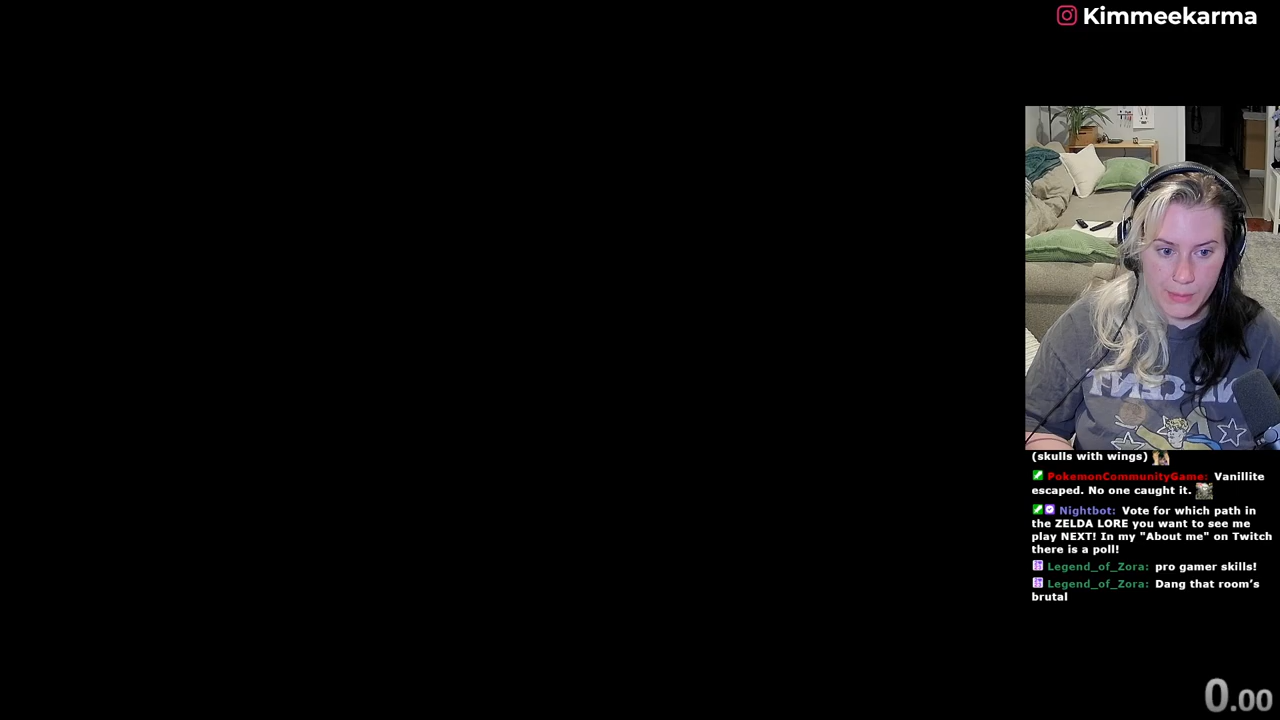 Kimmeekarma
(skulls with wings)
PokemonCommunityGame: Vanillite
escaped. No one caught it.
Nightbot: Vote for which path in
the ZELDA LORE you want to see me
play NEXT! In my "About me" on Twitch
there is a poll!
Legend_of_Zora: pro gamer skills!
Legend_of_Zora: Dang that room’s
brutal
0.00